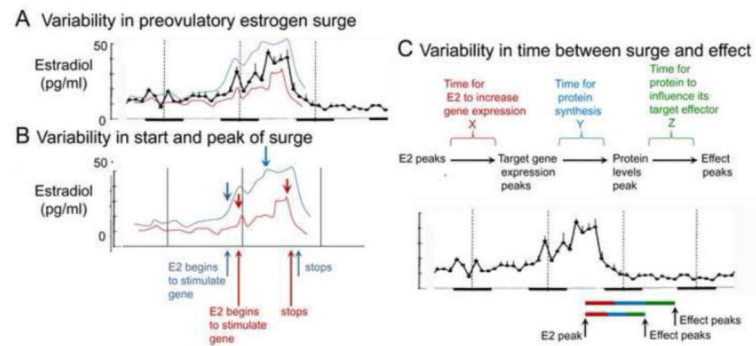 A Variability in preovulatory estrogen surge
50
Estradiol
(pg/ml)
0
B Variability in start and peak of surge
50
Estradiol
(pg/ml)
0
E2 begins
to stimulate
gene
stops
E2 begins
to stimulate
gene
stops
C Variability in time between surge and effect
Time for
E2 to increase
gene expression
X
Time for
protein
synthesis
Y
Time for
protein to
influence its
target effector
Z
E2 peaks
Target gene
expression
peaks
Protein
levels
peak
Effect
peaks
Effect peaks
E2 peak
Effect peaks